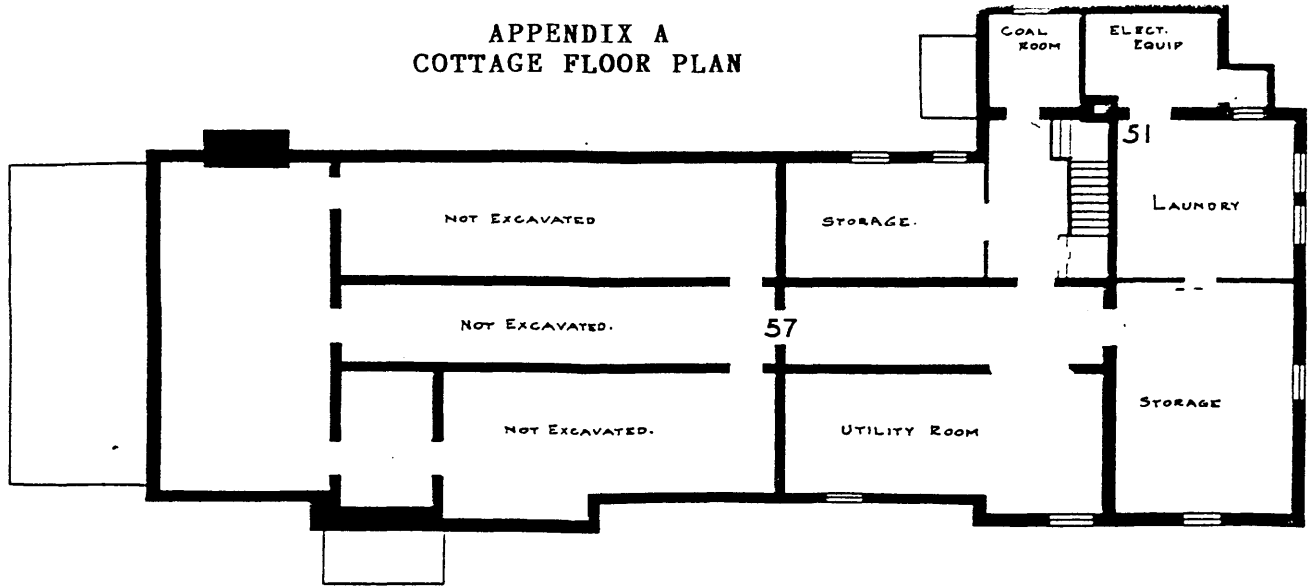 APPENDIX A
COTTAGE FLOOR PLAN
COAL
ROOM
ELECT.
EQUIP
51
NOT EXCAVATED
STORAGE.
LAUNDRY
NOT EXCAVATED.
57
STORAGE
NOT EXCAVATED.
UTILITY ROOM